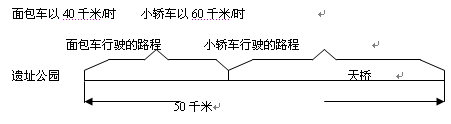 面包车以 40 千米/时 小轿车以 60 千米/时
面包车行驶的路程 小轿车行驶的路程
遗址公园 天桥
50 千米